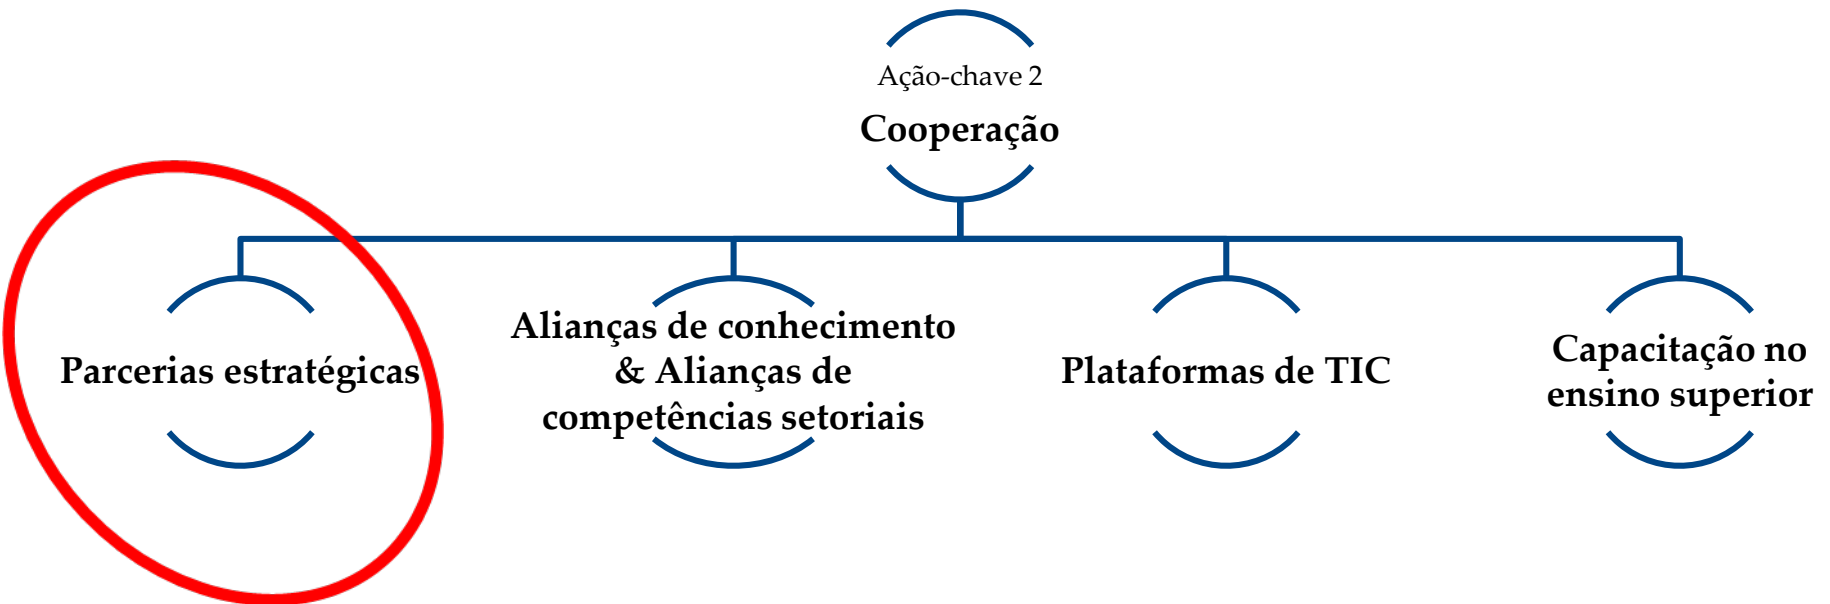 Ação-chave 2
Cooperação
Parcerias estratégicas
Alianças de conhecimento
& Alianças de
competências setoriais
Plataformas de TIC
Capacitação no
ensino superior